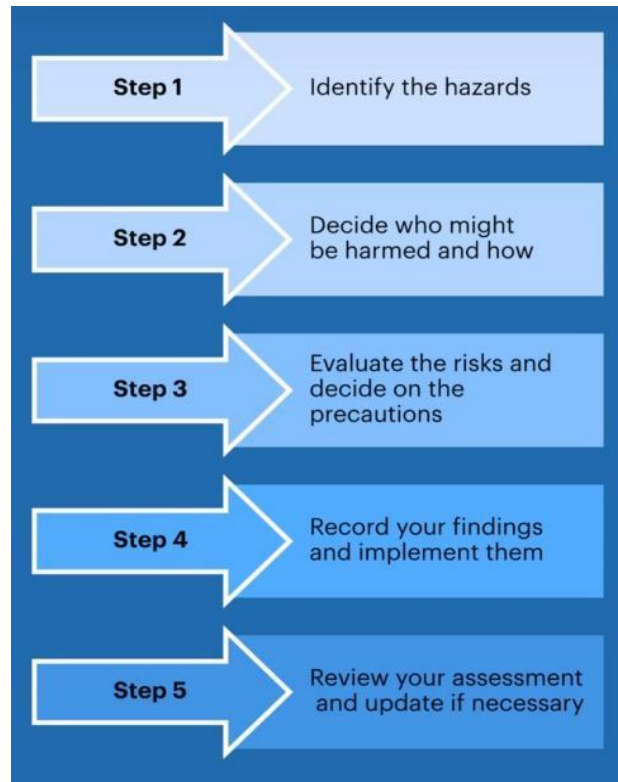 Step 1
Identify the hazards
Step 2
Decide who might
be harmed and how
Step 3
Evaluate the risks and
decide on the
precautions
Step 4
Record your findings
and implement them
Step 5
Review your assessment
and update if necessary